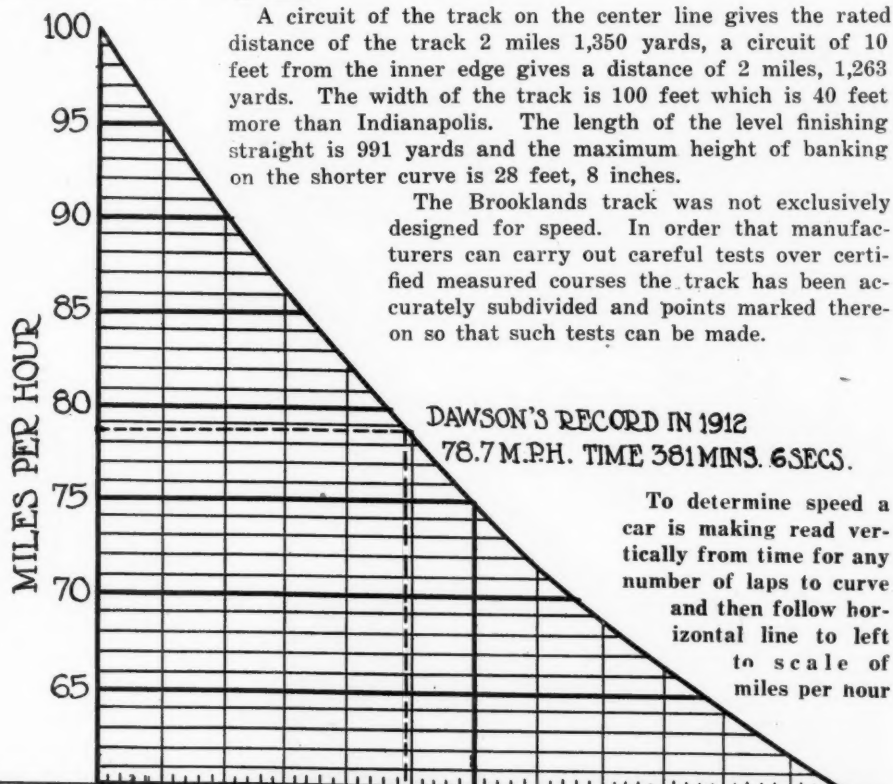 A circuit of the track on the center line gives the rated
distance of the track 2 miles 1,350 yards, a circuit of 10
feet from the inner edge gives a distance of 2 miles, 1,263
yards. The width of the track is 100 feet which is 40 feet
more than Indianapolis. The length of the level finishing
straight is 991 yards and the maximum height of banking
on the shorter curve is 28 feet, 8 inches.
The Brooklands track was not exclusively
designed for speed. In order that manufac-
turers can carry out careful tests over certi-
fied measured courses the track has been ac-
curately subdivided and points marked there-
on so that such tests can be made.
100
95
90
85
80
75
70
65
MILES PER HOUR
DAWSON'S RECORD IN 1912
78.7 M.P.H. TIME 381 MINS. 6 SECS.
To determine speed a
car is making read ver-
tically from time for any
number of laps to curve
and then follow hor-
izontal line to left
to scale of
miles per hour